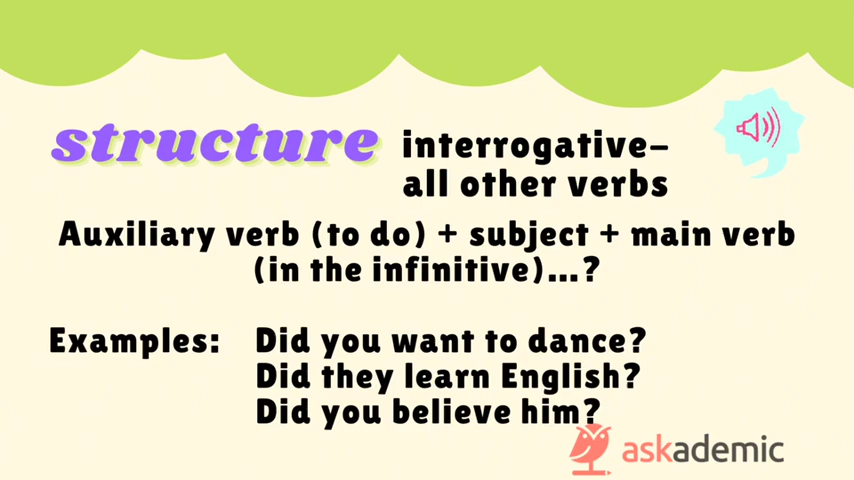 structure
interrogative-
all other verbs
Auxiliary verb (to do) + subject + main verb
(in the infinitive)...?
Examples: Did you want to dance?
Did they learn English?
Did you believe him?
askademic